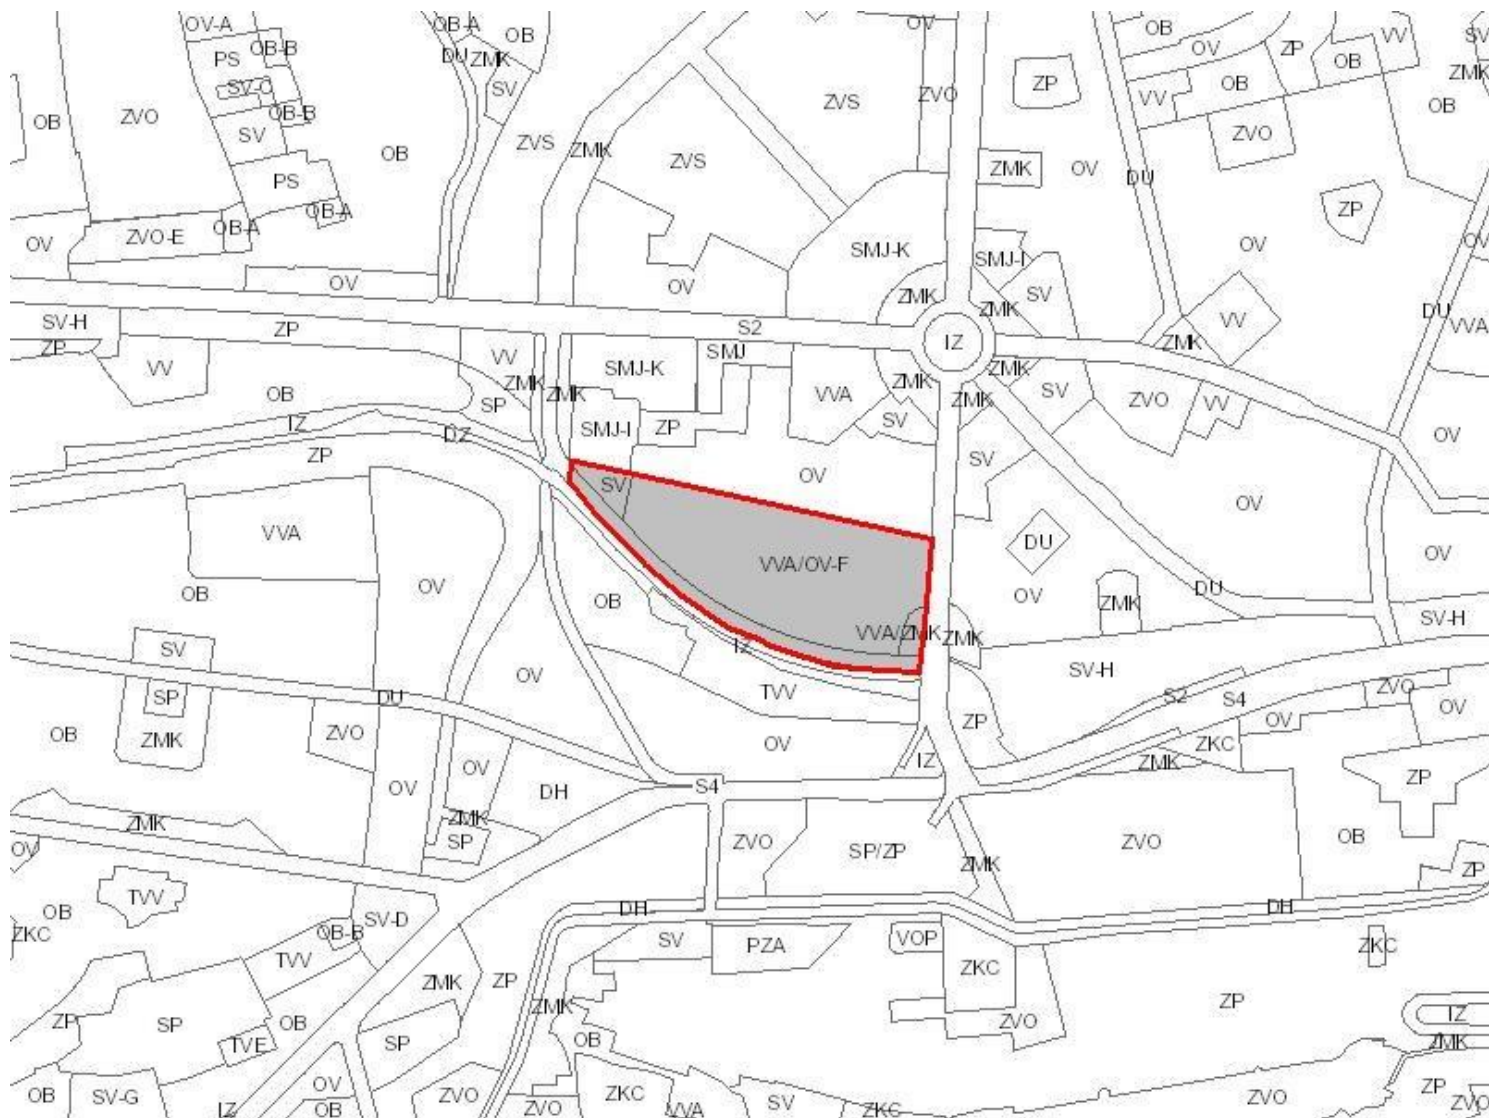 OV-A
OB-A
OB
OV
OB
OV
ZP
VV
SV
PS
OB-B
DU
ZMK
SV
OB
ZMK
SV-C
ZVS
ZVO
ZP
VV
OB
OB
ZVO
OB
OB-B
SV
OB
ZVS
ZMK
ZVS
ZVO
PS
ZMK
OV
DU
OB-A
OB-A
ZP
OV
ZVO-E
SMJ-K
SMJ-I
OV
OV
OV
OV
ZMK
SV
ZMK
DU
VV
SV-H
ZP
S2
IZ
ZMK
VVA
ZP
VV
VV
SMJ-K
SMJ
ZMK
ZMK
ZMK
ZMK
OB
SP
VVA
ZMK
SV
ZVO
VV
IZ
DZ
SMJ-I
ZP
SV
OV
ZP
SV
OV
SV
OV
VVA
DU
OV
VVA/OV-F
OV
OB
OB
OV
ZMK
DU
SV-H
VVA/ZMK
ZMK
SV
IZ
OV
SV-H
SP
DU
TVV
S2
S4
ZVO
OV
OB
ZMK
ZVO
OV
ZP
OV
OV
IZ
ZKC
ZMK
ZP
OV
DH
S4
ZMK
ZMK
SP
ZVO
SP/ZP
ZMK
ZVO
OB
ZP
OV
TVV
OB
SV-D
DH
DH
ZKC
OB-B
SV
PZA
VOP
ZKC
TVV
ZMK
ZP
ZKC
ZMK
ZP
ZP
SP
OB
ZVO
IZ
TVE
SP
OB
ZMK
OB
SV-G
IZ
OV
OB
ZVO
ZVO
ZKC
VVA
SV
ZKC
ZVO
ZP
ZVO